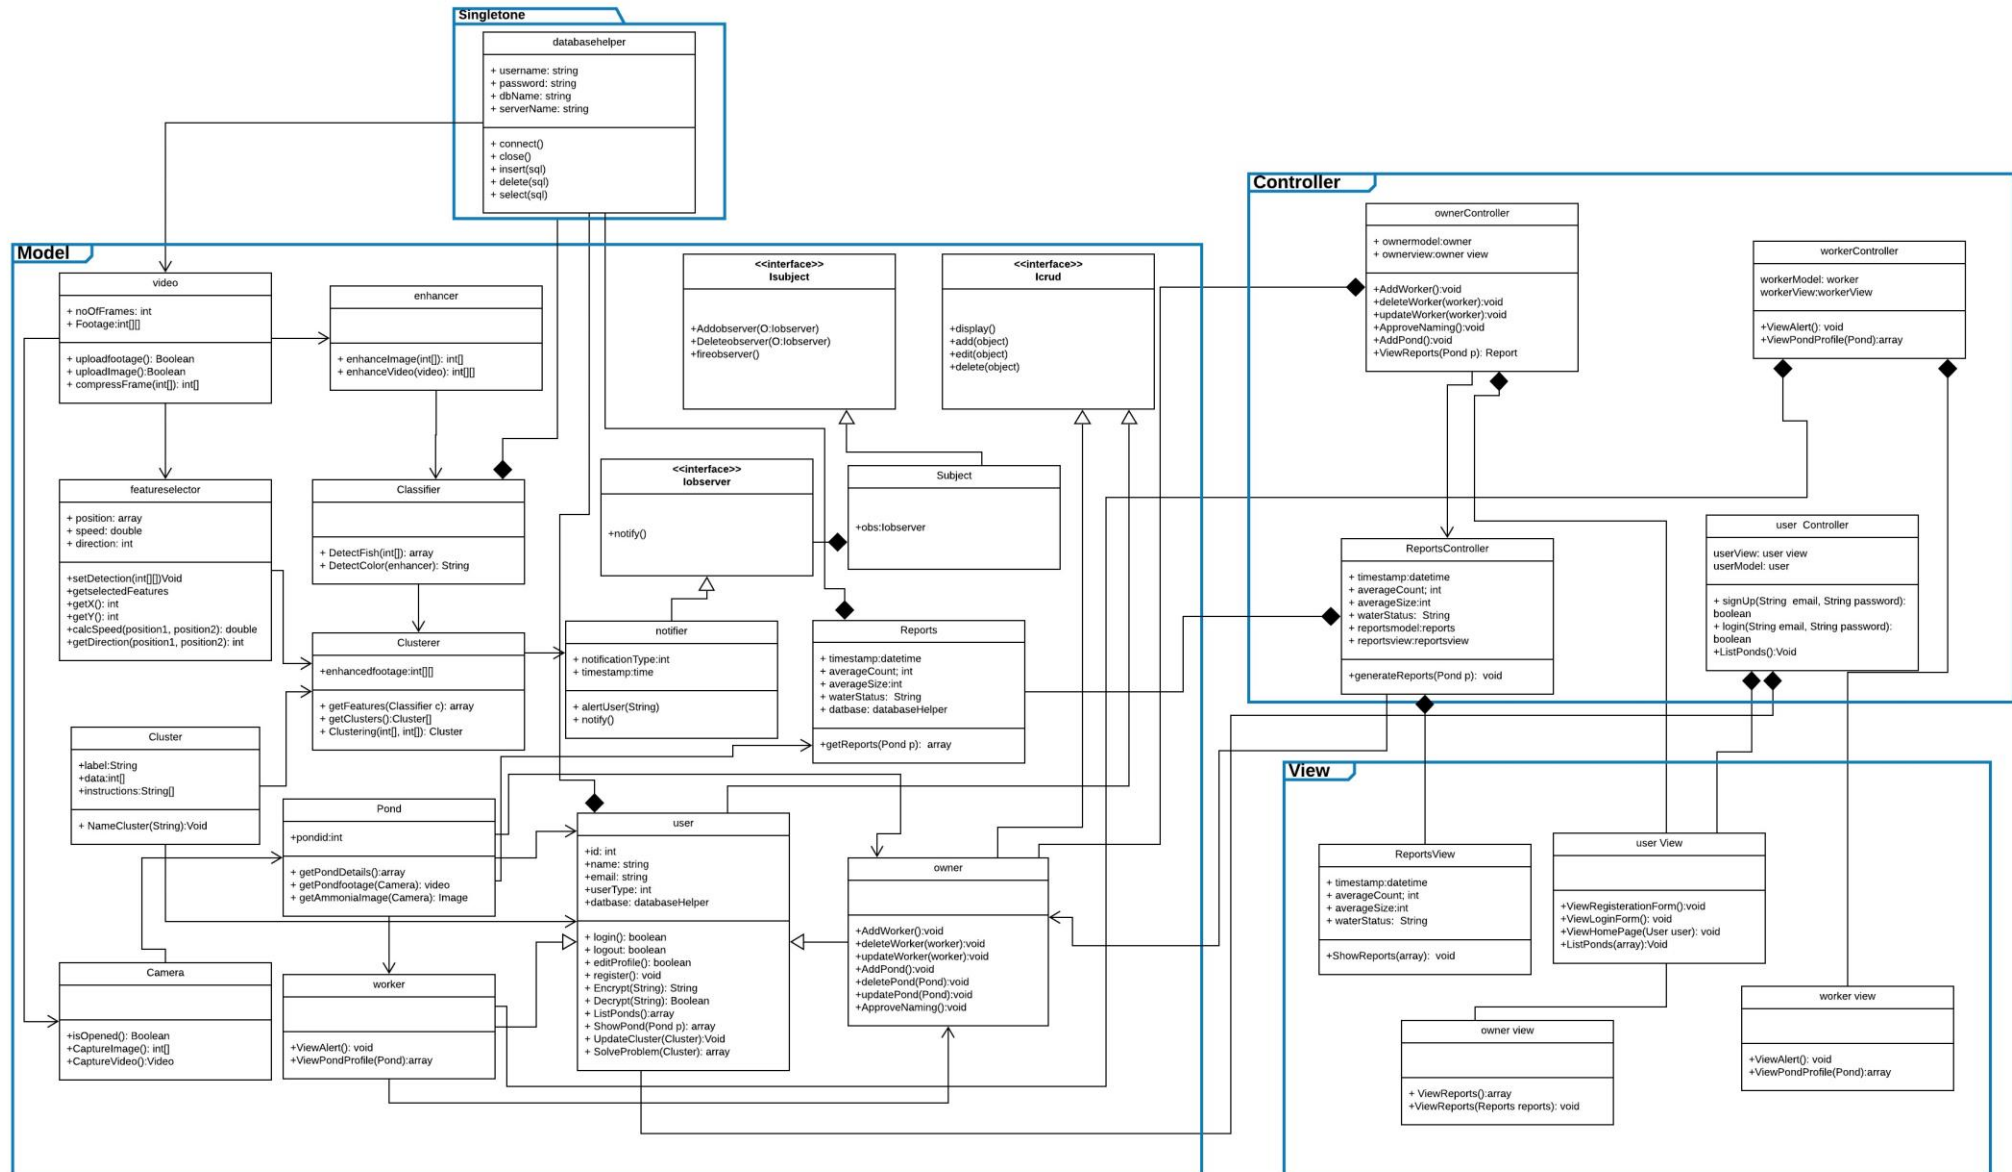 Singletone
databasehelper
+ username: string
+ password: string
+ dbName: string
+ serverName: string
+ connect()
+ close()
+ insert(sql)
+ delete(sql)
+ select(sql)
Model
video
+ noOfFrames: int
+ Footage:int[][]
+ uploadfootage(): Boolean
+ uploadImage():Boolean
+ compressFrame(int[]): int[]
enhancer
+ enhanceImage(int[]): int[]
+ enhanceVideo(video): int[][]
<<interface>>
Isubject
+Addobserver(O:Iobserver)
+Deleteobserver(O:Iobserver)
+fireobserver()
<<interface>>
Icrud
+display()
+add(object)
+edit(object)
+delete(object)
featureselector
+ position: array
+ speed: double
+ direction: int
+setDetection(int[][])Void
+getselectedFeatures
+getX(): int
+getY(): int
+calcSpeed(position1, position2): double
+getDirection(position1, position2): int
Classifier
+ DetectFish(int[]): array
+ DetectColor(enhancer): String
<<interface>>
Iobserver
+notify()
Subject
+obs:Iobserver
Clusterer
+enhancedfootage:int[][]
+ getFeatures(Classifier c): array
+ getClusters():Cluster[]
+ Clustering(int[], int[]): Cluster
notifier
+ notificationType:int
+ timestamp:time
+ alertUser(String)
+ notify()
Reports
+ timestamp:datetime
+ averageCount; int
+ averageSize:int
+ waterStatus:  String
+ datbase: databaseHelper
+getReports(Pond p):  array
Cluster
+label:String
+data:int[]
+instructions:String[]
+ NameCluster(String):Void
Pond
+pondid:int
+ getPondDetails():array
+ getPondfootage(Camera): video
+ getAmmoniaImage(Camera): Image
user
+id: int
+name: string
+email: string
+userType: int
+datbase: databaseHelper
+ login(): boolean
+ logout: boolean
+ editProfile(): boolean
+ register(): void
+ Encrypt(String): String
+ Decrypt(String): Boolean
+ ListPonds():array
+ ShowPond(Pond p): array
+ UpdateCluster(Cluster):Void
+ SolveProblem(Cluster): array
owner
+AddWorker():void
+deleteWorker(worker):void
+updateWorker(worker):void
+AddPond():void
+deletePond(Pond):void
+updatePond(Pond):void
+ApproveNaming():void
Camera
+isOpened(): Boolean
+CaptureImage(): int[]
+CaptureVideo():Video
worker
+ViewAlert(): void
+ViewPondProfile(Pond):array
Controller
ownerController
+ ownermodel:owner
+ ownerview:owner view
+AddWorker():void
+deleteWorker(worker):void
+updateWorker(worker):void
+ApproveNaming():void
+AddPond():void
+ViewReports(Pond p): Report
workerController
workerModel: worker
workerView:workerView
+ViewAlert(): void
+ViewPondProfile(Pond):array
ReportsController
+ timestamp:datetime
+ averageCount; int
+ averageSize:int
+ waterStatus:  String
+ reportsmodel:reports
+ reportsview:reportsview
+generateReports(Pond p):  void
user  Controller
userView: user view
userModel: user
+ signUp(String  email, String password):
boolean
+ login(String email, String password):
boolean
+ListPonds():Void
View
ReportsView
+ timestamp:datetime
+ averageCount; int
+ averageSize:int
+ waterStatus:  String
+ShowReports(array):  void
user View
+ViewRegisterationForm():void
+ViewLoginForm(): void
+ViewHomePage(User user): void
+ListPonds(array):Void
owner view
+ ViewReports():array
+ViewReports(Reports reports): void
worker view
+ViewAlert(): void
+ViewPondProfile(Pond):array